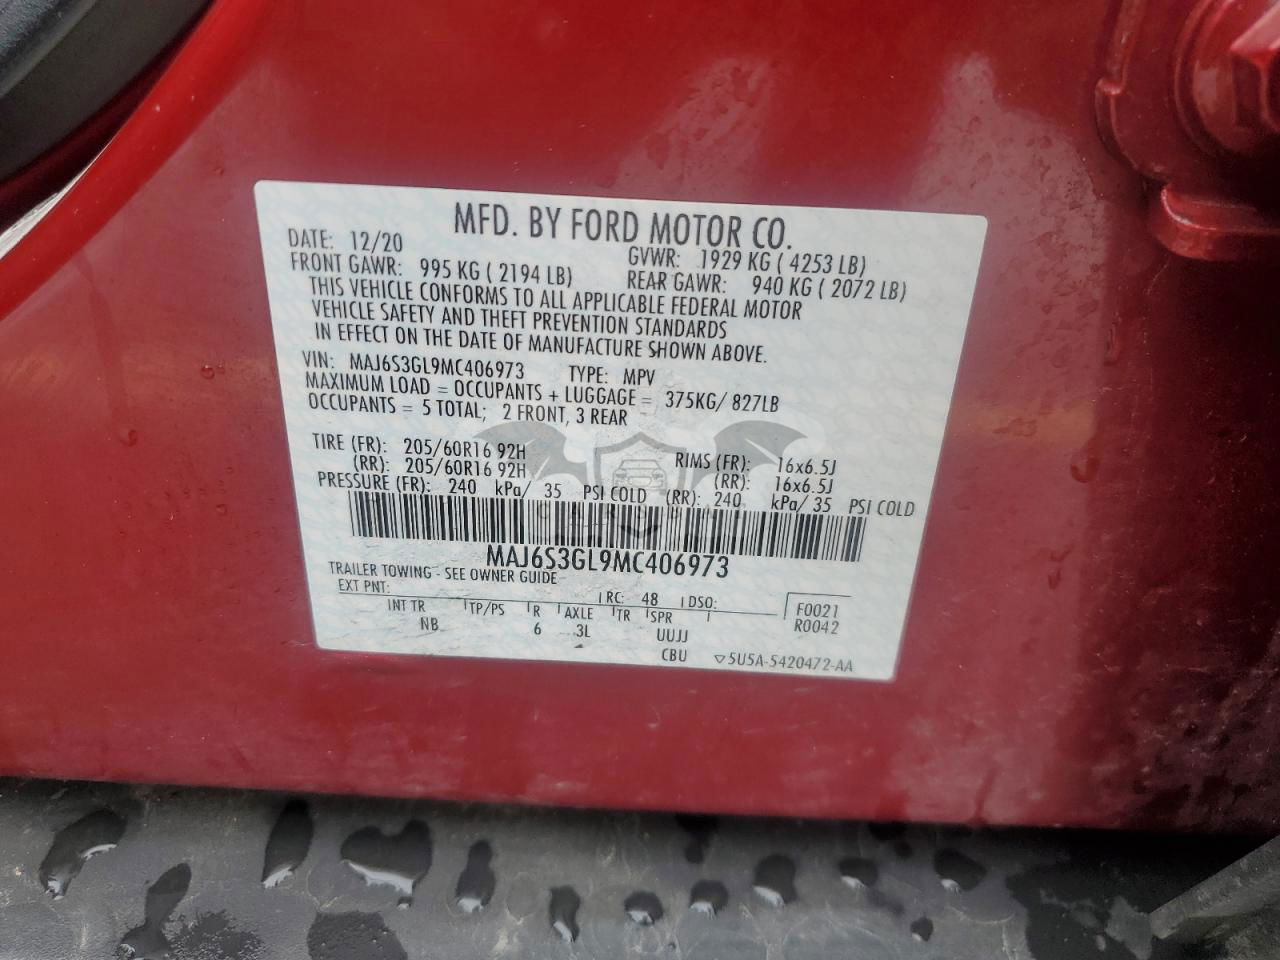 MFD. BY FORD MOTOR CO.
DATE: 12/20 GVWR: 1929 KG ( 4253 LB)
FRONT GAWR: 995 KG ( 2194 LB) REAR GAWR: 940 KG ( 2072 LB)
THIS VEHICLE CONFORMS TO ALL APPLICABLE FEDERAL MOTOR
VEHICLE SAFETY AND THEFT PREVENTION STANDARDS
IN EFFECT ON THE DATE OF MANUFACTURE SHOWN ABOVE.
VIN: MAJ6S3GL9MC406973 TYPE: MPV
MAXIMUM LOAD = OCCUPANTS + LUGGAGE = 375KG/ 827LB
OCCUPANTS = 5 TOTAL; 2 FRONT, 3 REAR
TIRE (FR): 205/60R16 92H RIMS (FR): 16x6.5J
(RR): 205/60R16 92H (RR): 16x6.5J
PRESSURE (FR): 240 kPa/ 35 PSI COLD (RR): 240 kPa/ 35 PSI COLD
MAJ6S3GL9MC406973
TRAILER TOWING - SEE OWNER GUIDE
EXT PNT: RC: 48 DSO: F0021
INT TR TP/PS R AXLE TR SPR R0042
NB 6 3L UUJJ
CBU ▽5U5A-5420472-AA